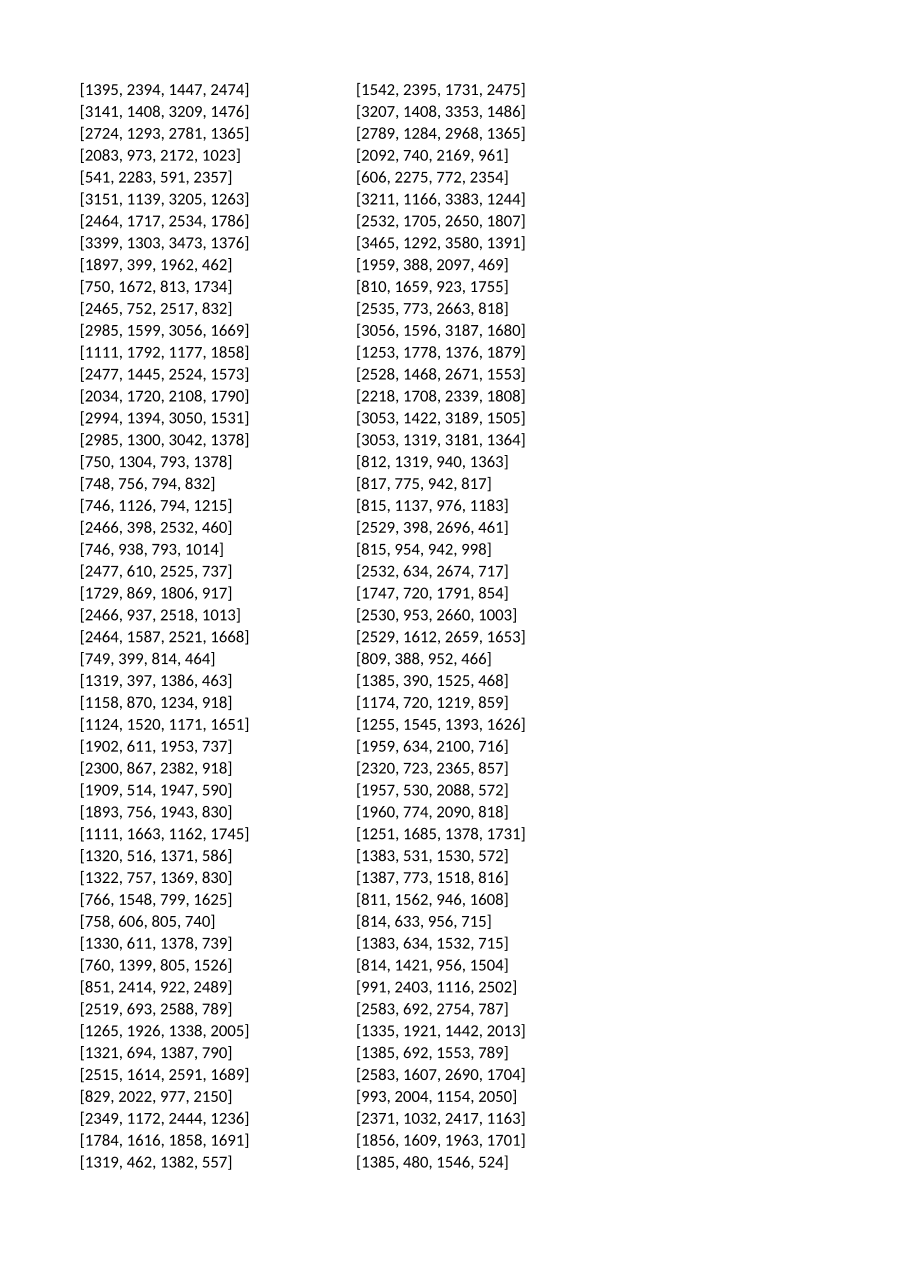 [1395, 2394, 1447, 2474] [1542, 2395, 1731, 2475]
[3141, 1408, 3209, 1476] [3207, 1408, 3353, 1486]
[2724, 1293, 2781, 1365] [2789, 1284, 2968, 1365]
[2083, 973, 2172, 1023] [2092, 740, 2169, 961]
[541, 2283, 591, 2357] [606, 2275, 772, 2354]
[3151, 1139, 3205, 1263] [3211, 1166, 3383, 1244]
[2464, 1717, 2534, 1786] [2532, 1705, 2650, 1807]
[3399, 1303, 3473, 1376] [3465, 1292, 3580, 1391]
[1897, 399, 1962, 462] [1959, 388, 2097, 469]
[750, 1672, 813, 1734] [810, 1659, 923, 1755]
[2465, 752, 2517, 832] [2535, 773, 2663, 818]
[2985, 1599, 3056, 1669] [3056, 1596, 3187, 1680]
[1111, 1792, 1177, 1858] [1253, 1778, 1376, 1879]
[2477, 1445, 2524, 1573] [2528, 1468, 2671, 1553]
[2034, 1720, 2108, 1790] [2218, 1708, 2339, 1808]
[2994, 1394, 3050, 1531] [3053, 1422, 3189, 1505]
[2985, 1300, 3042, 1378] [3053, 1319, 3181, 1364]
[750, 1304, 793, 1378] [812, 1319, 940, 1363]
[748, 756, 794, 832] [817, 775, 942, 817]
[746, 1126, 794, 1215] [815, 1137, 976, 1183]
[2466, 398, 2532, 460] [2529, 398, 2696, 461]
[746, 938, 793, 1014] [815, 954, 942, 998]
[2477, 610, 2525, 737] [2532, 634, 2674, 717]
[1729, 869, 1806, 917] [1747, 720, 1791, 854]
[2466, 937, 2518, 1013] [2530, 953, 2660, 1003]
[2464, 1587, 2521, 1668] [2529, 1612, 2659, 1653]
[749, 399, 814, 464] [809, 388, 952, 466]
[1319, 397, 1386, 463] [1385, 390, 1525, 468]
[1158, 870, 1234, 918] [1174, 720, 1219, 859]
[1124, 1520, 1171, 1651] [1255, 1545, 1393, 1626]
[1902, 611, 1953, 737] [1959, 634, 2100, 716]
[2300, 867, 2382, 918] [2320, 723, 2365, 857]
[1909, 514, 1947, 590] [1957, 530, 2088, 572]
[1893, 756, 1943, 830] [1960, 774, 2090, 818]
[1111, 1663, 1162, 1745] [1251, 1685, 1378, 1731]
[1320, 516, 1371, 586] [1383, 531, 1530, 572]
[1322, 757, 1369, 830] [1387, 773, 1518, 816]
[766, 1548, 799, 1625] [811, 1562, 946, 1608]
[758, 606, 805, 740] [814, 633, 956, 715]
[1330, 611, 1378, 739] [1383, 634, 1532, 715]
[760, 1399, 805, 1526] [814, 1421, 956, 1504]
[851, 2414, 922, 2489] [991, 2403, 1116, 2502]
[2519, 693, 2588, 789] [2583, 692, 2754, 787]
[1265, 1926, 1338, 2005] [1335, 1921, 1442, 2013]
[1321, 694, 1387, 790] [1385, 692, 1553, 789]
[2515, 1614, 2591, 1689] [2583, 1607, 2690, 1704]
[829, 2022, 977, 2150] [993, 2004, 1154, 2050]
[2349, 1172, 2444, 1236] [2371, 1032, 2417, 1163]
[1784, 1616, 1858, 1691] [1856, 1609, 1963, 1701]
[1319, 462, 1382, 557] [1385, 480, 1546, 524]